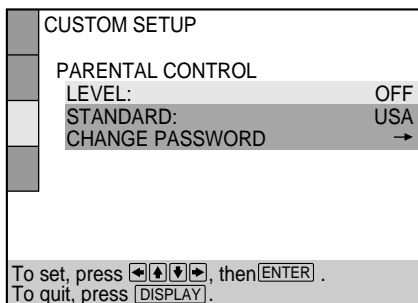 CUSTOM SETUP
PARENTAL CONTROL
LEVEL: OFF
STANDARD: USA
CHANGE PASSWORD →
To set, press ←↑↓→, then ENTER .
To quit, press DISPLAY.